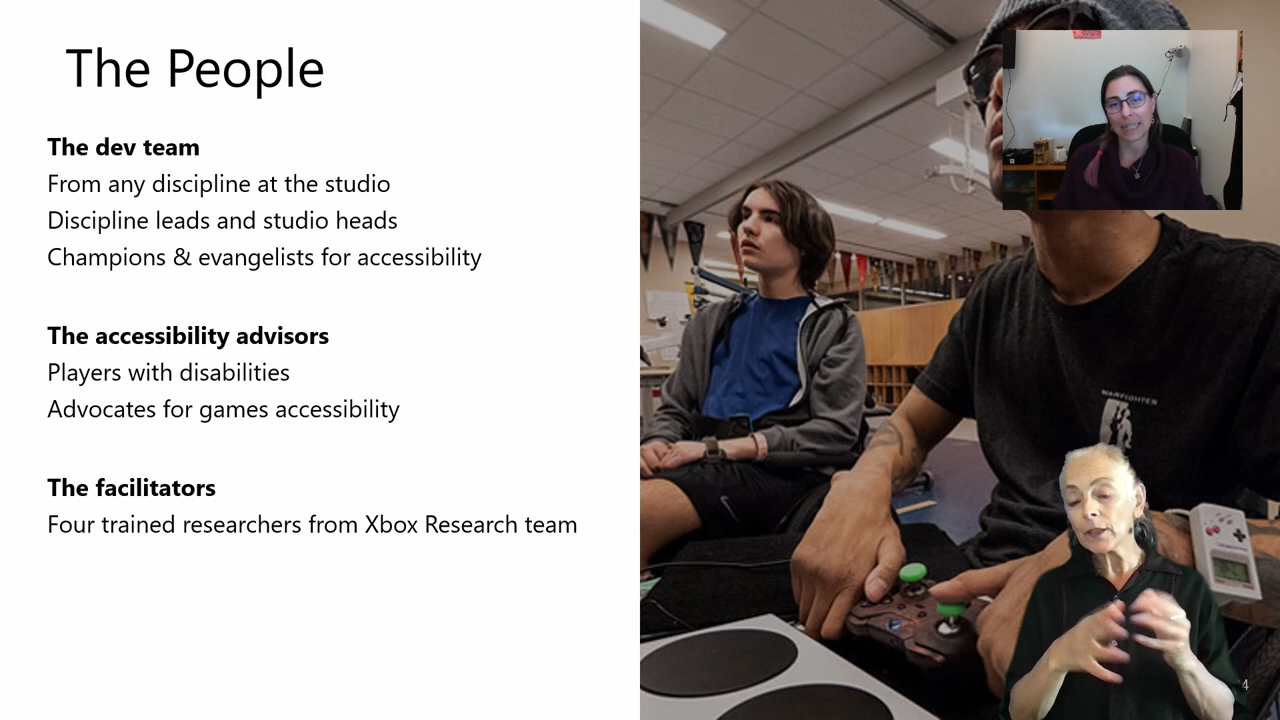 The People
The dev team
From any discipline at the studio
Discipline leads and studio heads
Champions & evangelists for accessibility
The accessibility advisors
Players with disabilities
Advocates for games accessibility
The facilitators
Four trained researchers from Xbox Research team
WARFIGHTER
4